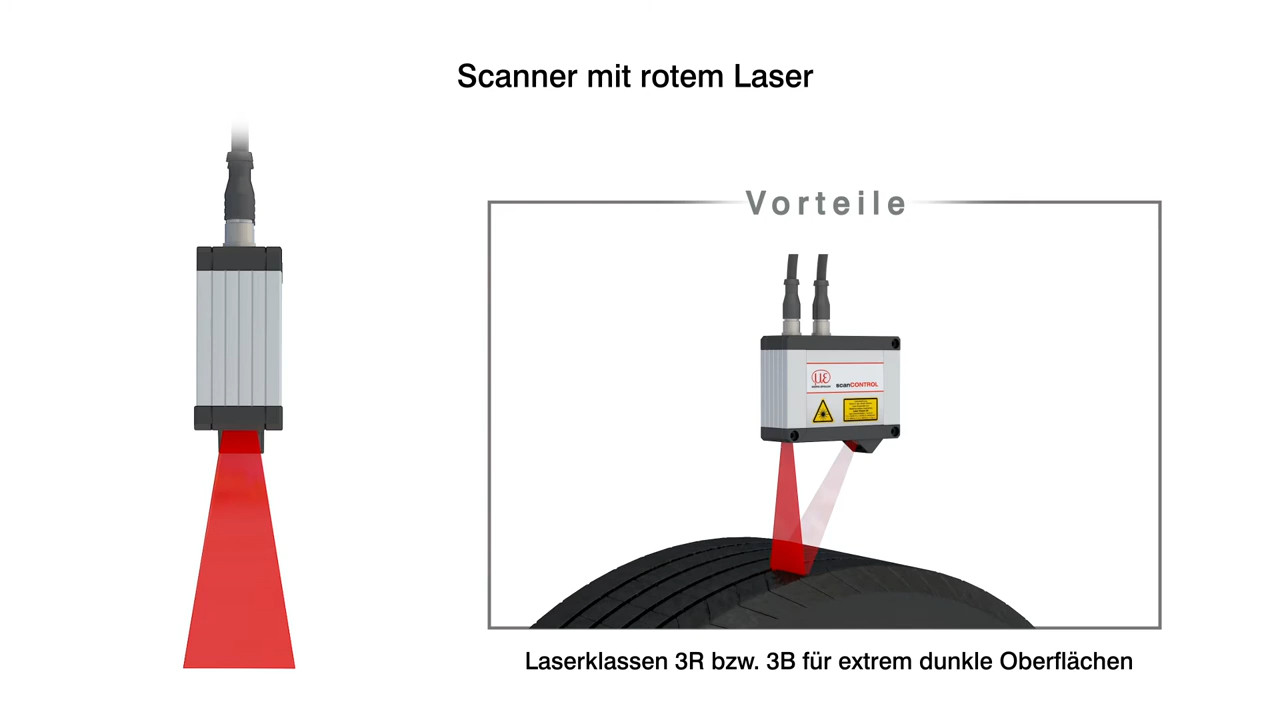 Scanner mit rotem Laser
Vorteile
scanCONTROL
Laserklassen 3R bzw. 3B für extrem dunkle Oberflächen